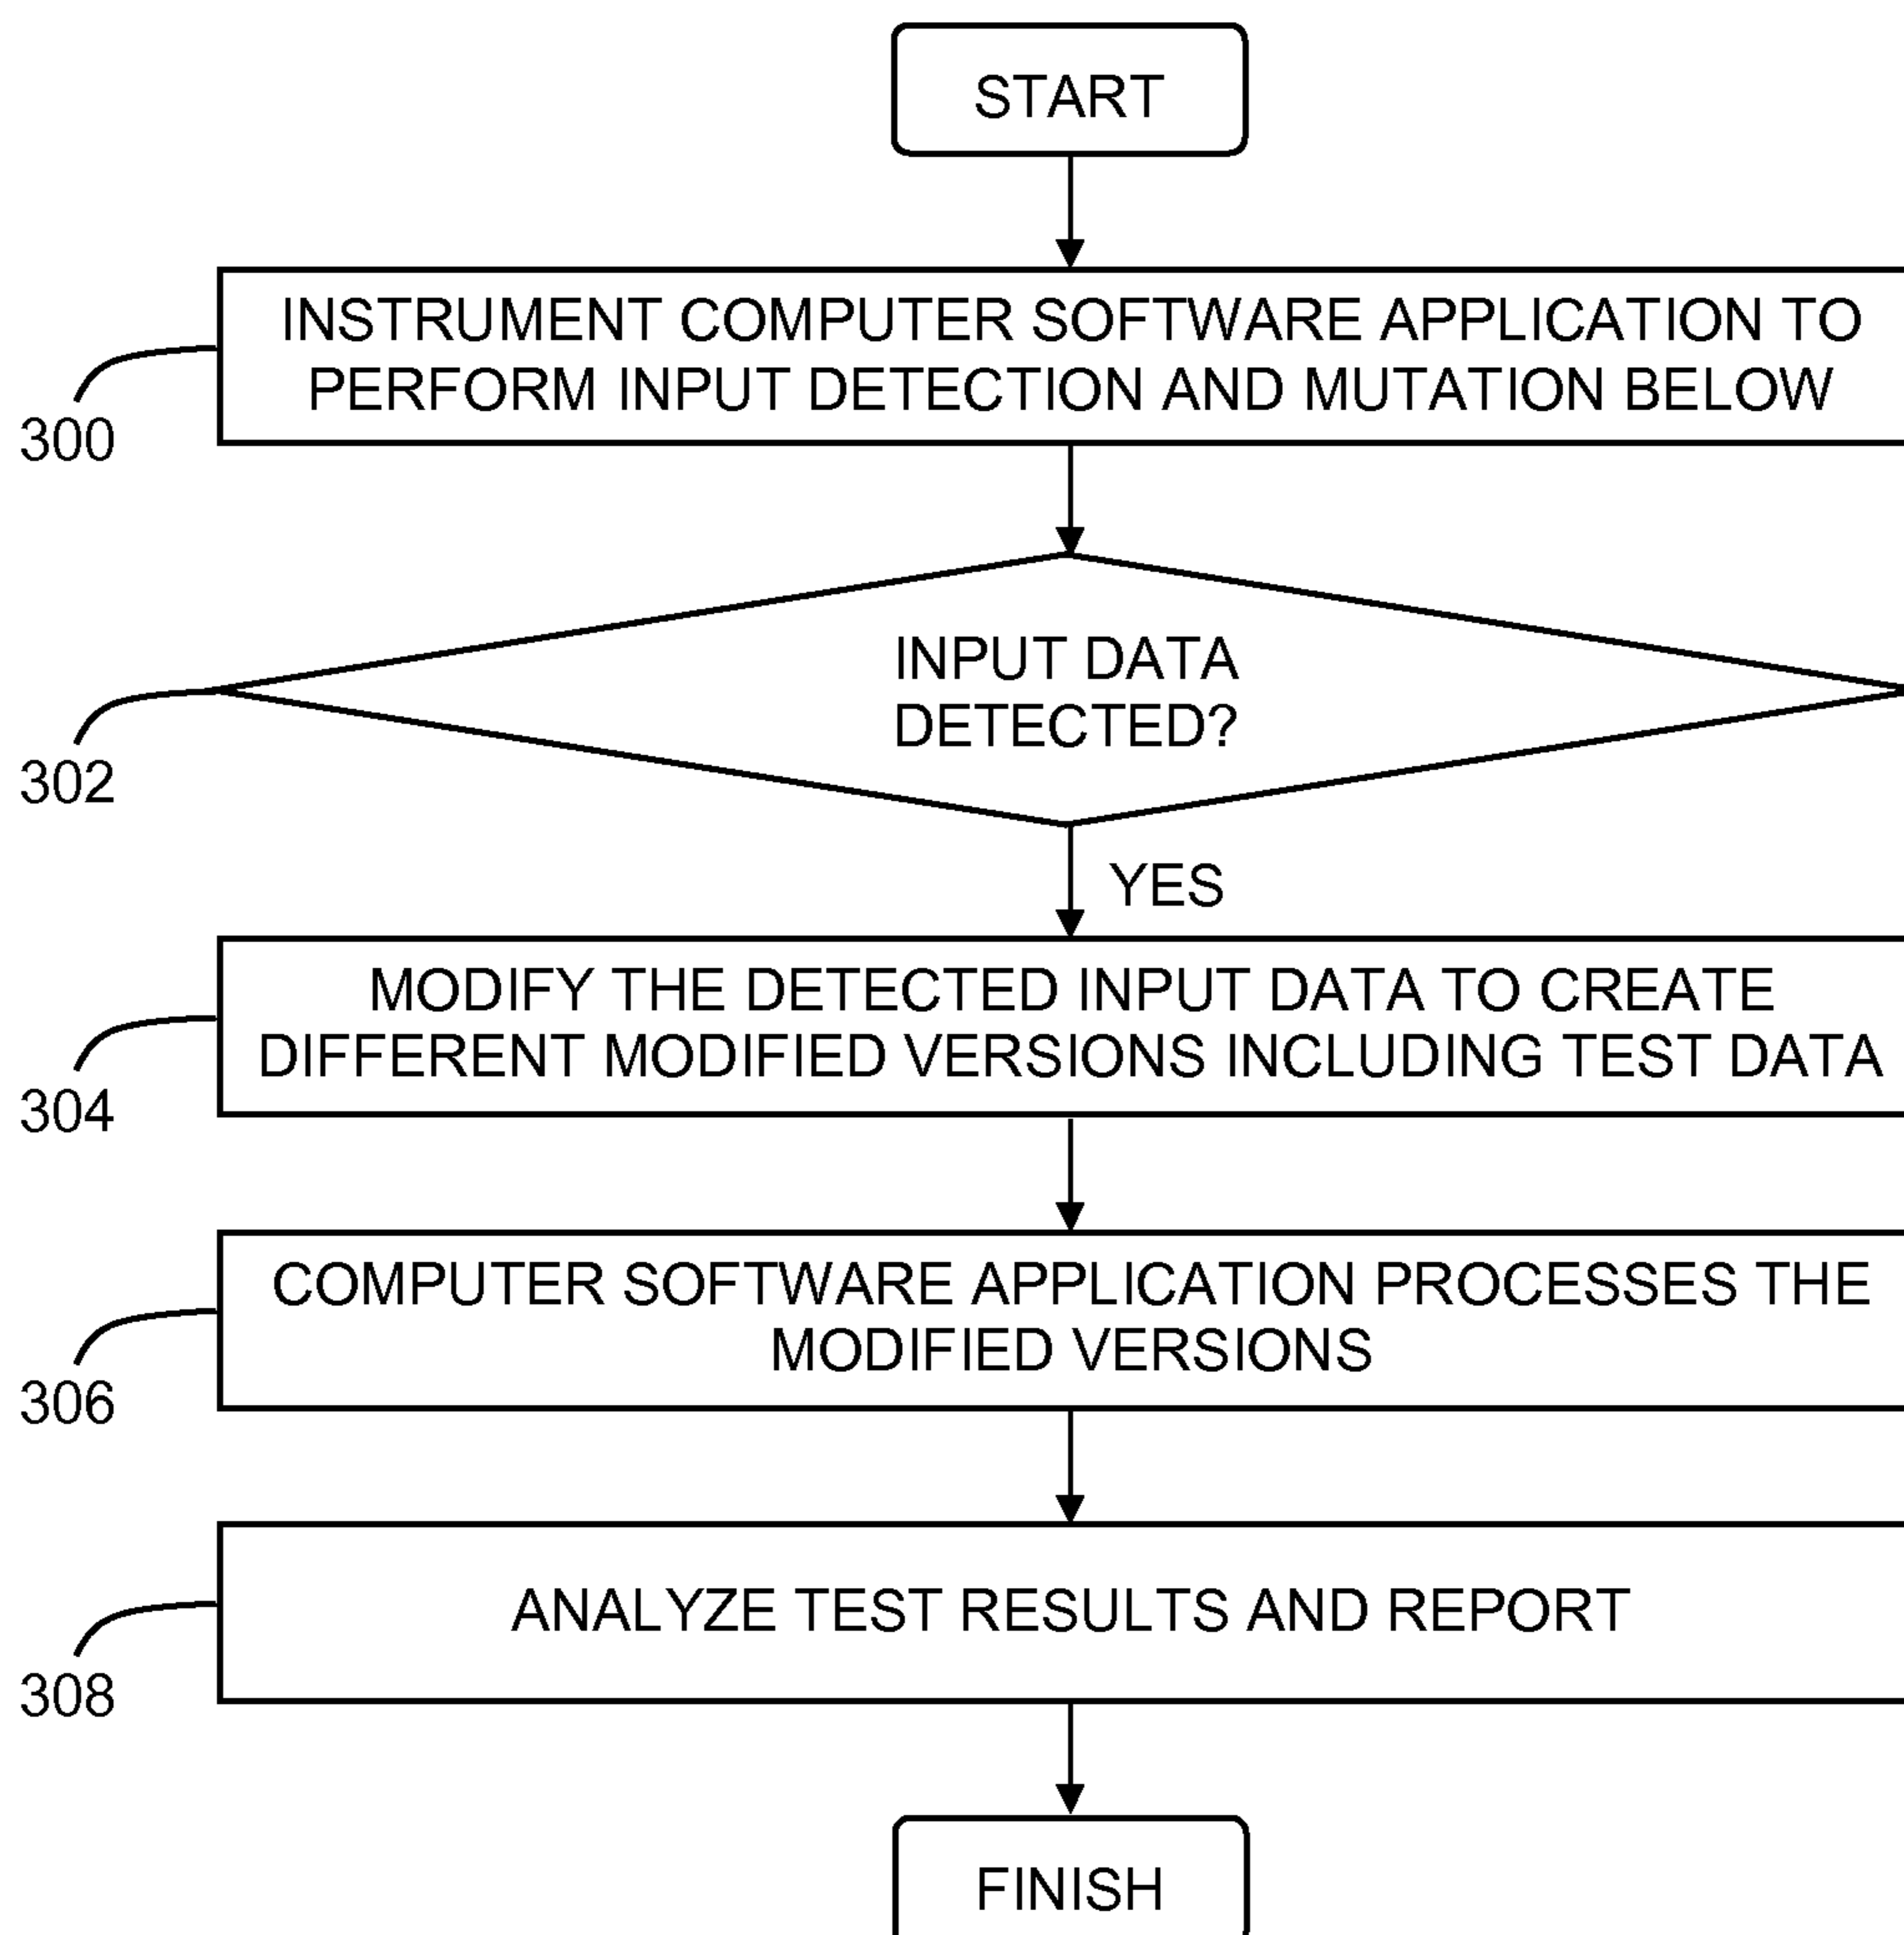 START
INSTRUMENT COMPUTER SOFTWARE APPLICATION TO
PERFORM INPUT DETECTION AND MUTATION BELOW
300
INPUT DATA
DETECTED?
302
YES
MODIFY THE DETECTED INPUT DATA TO CREATE
DIFFERENT MODIFIED VERSIONS INCLUDING TEST DATA
304
COMPUTER SOFTWARE APPLICATION PROCESSES THE
MODIFIED VERSIONS
306
ANALYZE TEST RESULTS AND REPORT
308
FINISH